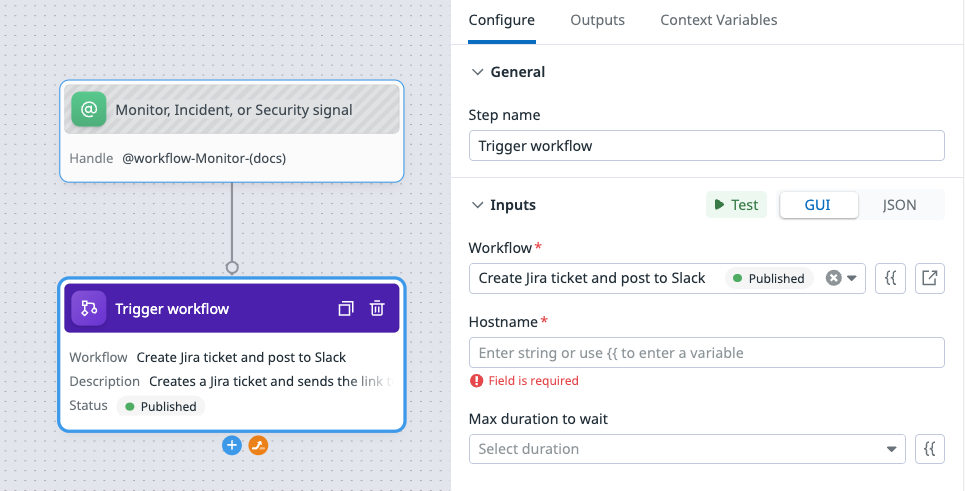 @ Monitor, Incident, or Security signal
Handle @workflow-Monitor-(docs)
Trigger workflow
Workflow Create Jira ticket and post to Slack
Description Creates a Jira ticket and sends the link t
Status Published
Configure Outputs Context Variables
General
Step name
Trigger workflow
Inputs Test GUI JSON
Workflow*
Create Jira ticket and post to Slack Published {{
Hostname*
Enter string or use {{ to enter a variable
Field is required
Max duration to wait
Select duration {{